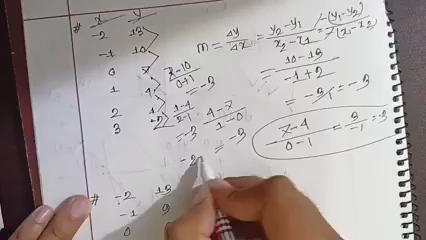 # x y
-2 13
-1 10
0 7
1 4
2 1
3 -2
m = Δy/Δx = (y₂-y₁)/(x₂-x₁) = -(y₁-y₂)/-(x₁-x₂)
= (10-13)/(-1+2)
= -3/1 = -3
(7-10)/(0+1) = -3
(4-7)/(1-0) = -3
(1-4)/(2-1) = -3
(7-4)/(0-1) = 3/-1 = -3
-2
# -2 13
-1 9
0